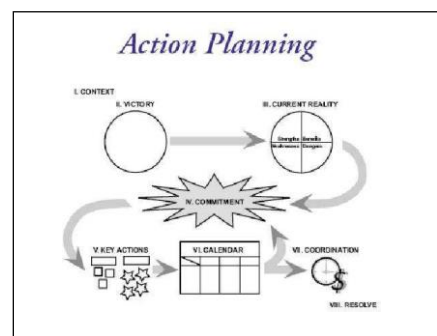 Action Planning
I. CONTEXT
II. VICTORY
III. CURRENT REALITY
Strengths Benefits
Weaknesses Dangers
IV. COMMITMENT
V. KEY ACTIONS
VI. CALENDAR
VII. COORDINATION
$
VIII. RESOLVE